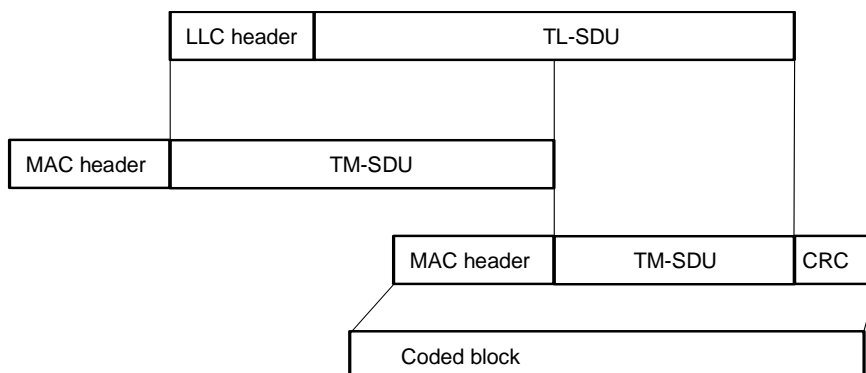 LLC header TL-SDU
MAC header TM-SDU
MAC header TM-SDU CRC
Coded block